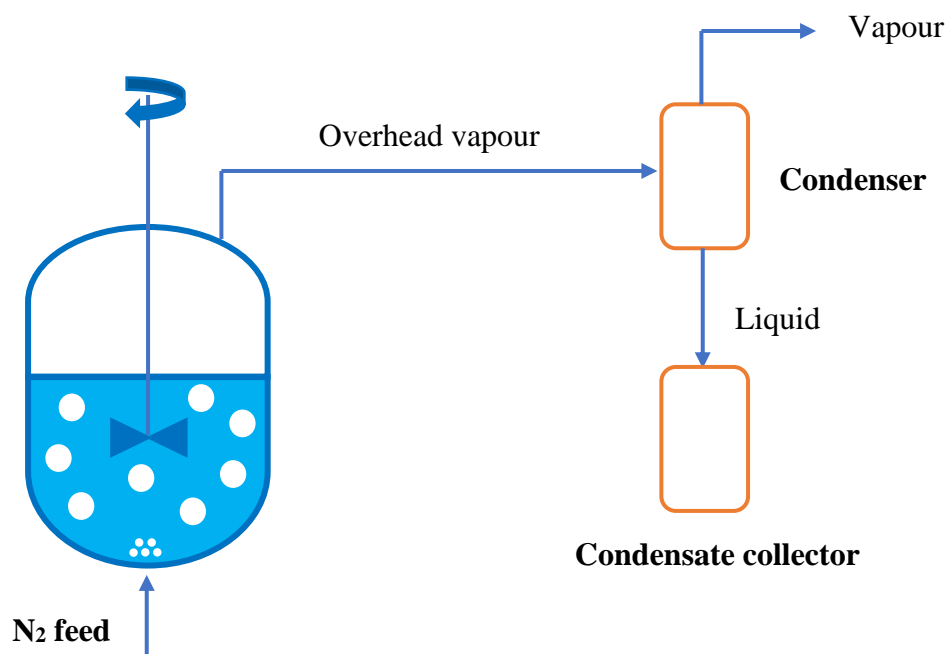 Vapour
Overhead vapour
Condenser
Liquid
Condensate collector
N₂ feed